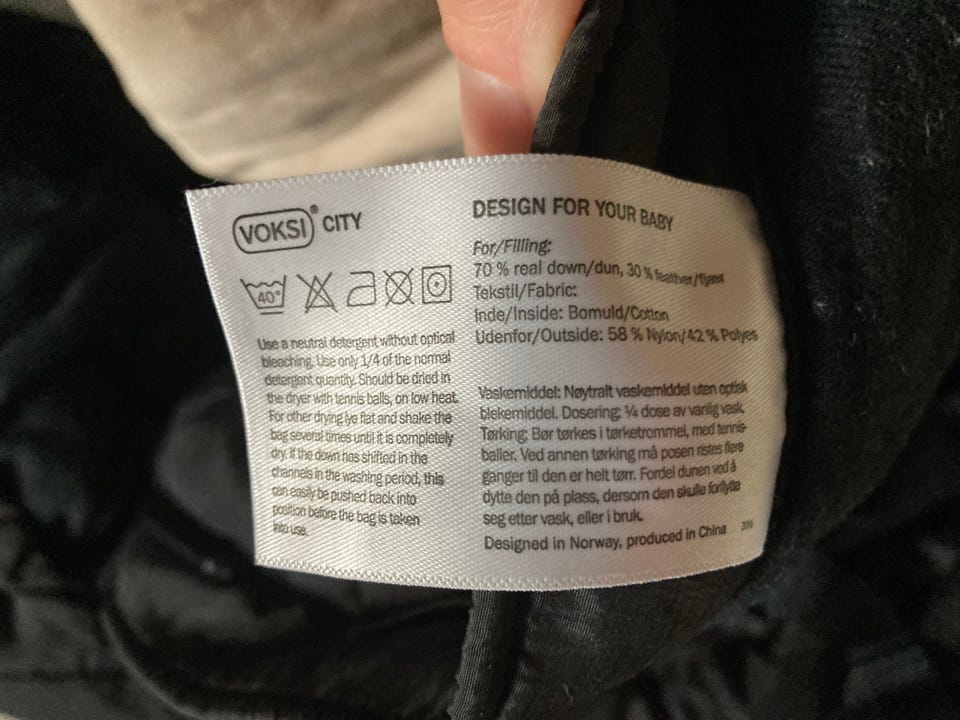 VOKSI® CITY
40°
Use a neutral detergent without optical
bleaching. Use only 1/4 of the normal
detergent quantity. Should be dried in
the dryer with tennis balls, on low heat.
For other drying lye flat and shake the
bag several times until it is completely
dry. If the down has shifted in the
channels in the washing period, this
can easily be pushed back into
position before the bag is taken
into use.
DESIGN FOR YOUR BABY
For/Filling:
70 % real down/dun, 30 % feather/fjær
Tekstil/Fabric:
Inde/Inside: Bomuld/Cotton
Udenfor/Outside: 58 % Nylon/42 % Polyes
Vaskemiddel: Nøytralt vaskemiddel uten optisk
blekemiddel. Dosering: ¼ dose av vanlig vask.
Tørking: Bør tørkes i tørketrommel, med tennis-
baller. Ved annen tørking må posen ristes flere
ganger til den er helt tørr. Fordel dunen ved å
dytte den på plass, dersom den skulle forflytte
seg etter vask, eller i bruk.
Designed in Norway, produced in China